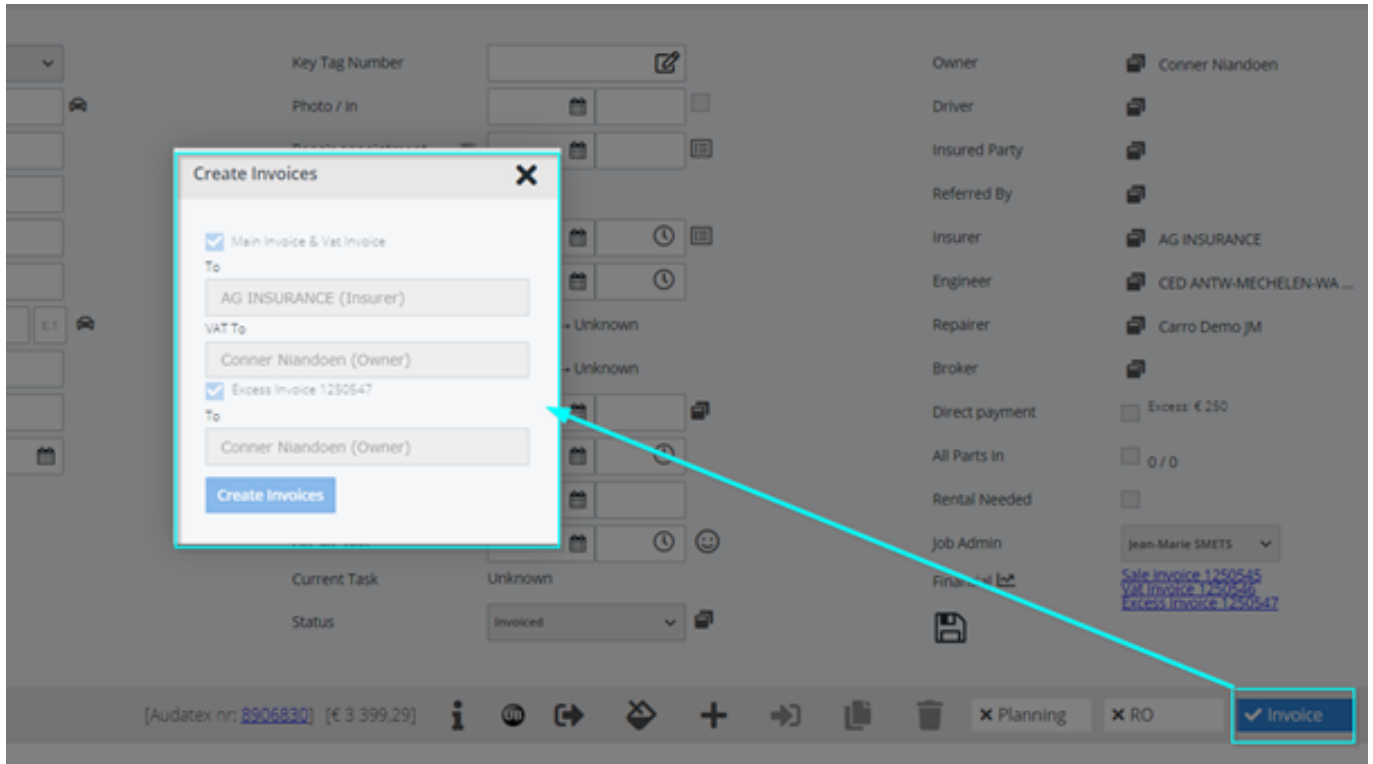 Key Tag Number
Owner
Conner Niandoen
Photo / in
Driver
Insured Party
Create Invoices
Referred By
Main Invoice & Vat Invoice
Insurer
AG INSURANCE
To
AG INSURANCE (Insurer)
Engineer
CED ANTW-MECHELEN-WA ...
VAT To
E.1
Unknown
Repairer
Carro Demo JM
Conner Niandoen (Owner)
Unknown
Broker
Excess Invoice 1250547
To
Direct payment
Excess: € 250
Conner Niandoen (Owner)
All Parts In
0 / 0
Create Invoices
Rental Needed
Job Admin
Jean-Marie SMETS
Current Task
Unknown
Financial
Sale Invoice 1250545
Vat Invoice 1250546
Excess Invoice 1250547
Status
Invoiced
[Audatex nr: 8906830] [€ 3 399,29]
Planning
RO
Invoice